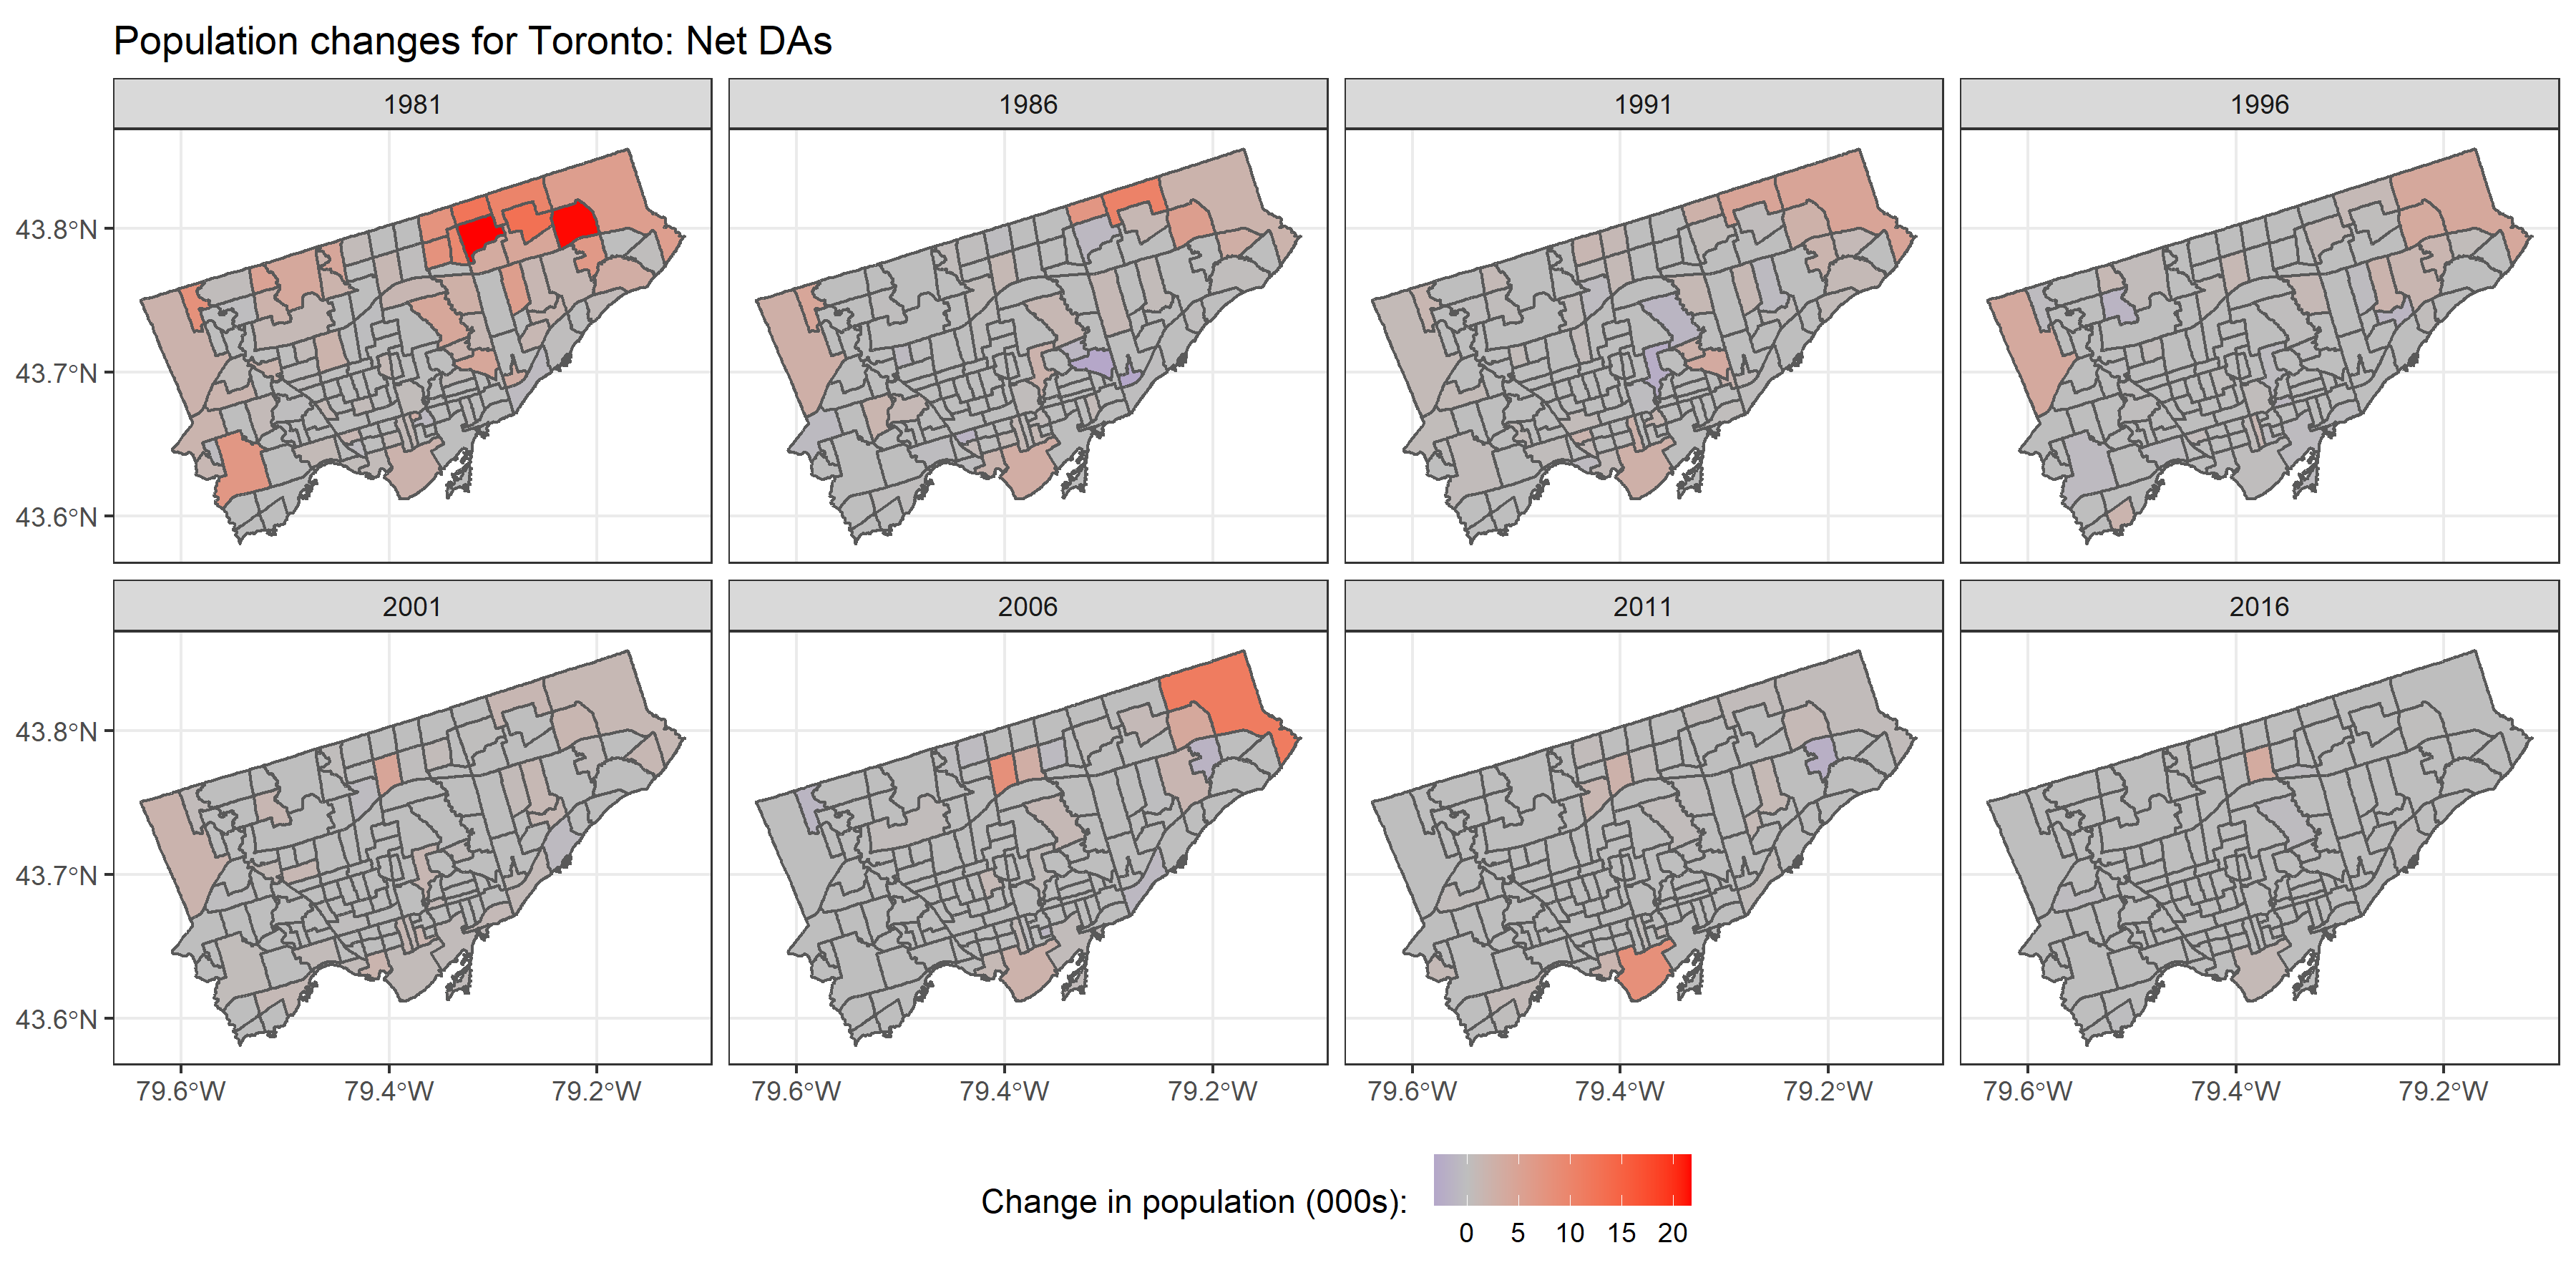 Population changes for Toronto: Net DAs
1981
1986
1991
1996
43.8°N
43.7°N
43.6°N
2001
2006
2011
2016
43.8°N
43.7°N
43.6°N
79.6°W 79.4°W 79.2°W 79.6°W 79.4°W 79.2°W 79.6°W 79.4°W 79.2°W 79.6°W 79.4°W 79.2°W
Change in population (000s):
0 5 10 15 20